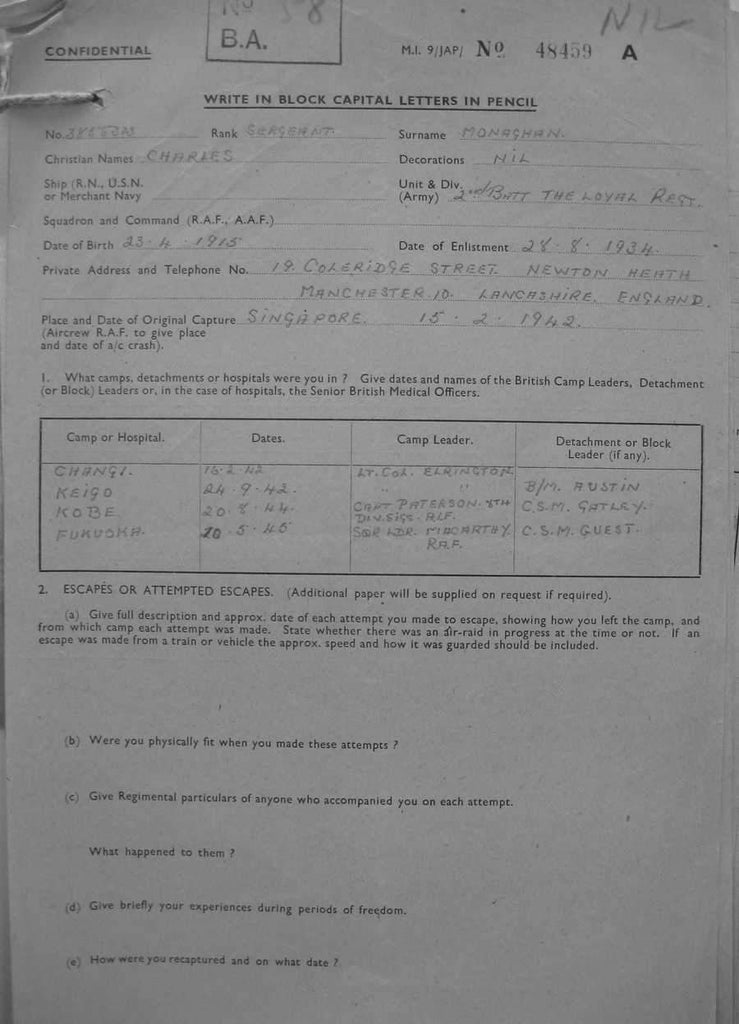 No 58
B.A.
NIL
CONFIDENTIAL
M.I. 9/JAP/ No 48459 A
WRITE IN BLOCK CAPITAL LETTERS IN PENCIL
No. Rank SERGEANT. Surname MONAGHAN.
Christian Names CHARLES Decorations NIL
Ship (R.N., U.S.N. or Merchant Navy
Unit & Div. (Army) 2nd/BATT THE LOYAL REGT.
Squadron and Command (R.A.F., A.A.F.)
Date of Birth 23 · 4 · 1915 Date of Enlistment 28 · 8 · 1934.
Private Address and Telephone No. 19. COLERIDGE STREET. NEWTON HEATH
MANCHESTER.10. LANCASHIRE. ENGLAND.
Place and Date of Original Capture SINGAPORE. 15 · 2 · 1942.
(Aircrew R.A.F. to give place
and date of a/c crash).
1. What camps, detachments or hospitals were you in ? Give dates and names of the British Camp Leaders, Detachment
(or Block) Leaders or, in the case of hospitals, the Senior British Medical Officers.
Camp or Hospital. Dates. Camp Leader. Detachment or Block Leader (if any).
CHANGI. 16·2·42 LT. COL. ELRINGTON.
KEIJO 24·9·42. " " B/M. AUSTIN
KOBE. 20·8·44. CAPT PATERSON. 8TH DIV. SIGS. A.I.F. C.S.M. GATLEY.
FUKUOKA. 20·5·45 SQR LDR. McCARTHY. R.A.F. C.S.M. GUEST.
2. ESCAPES OR ATTEMPTED ESCAPES. (Additional paper will be supplied on request if required).
(a) Give full description and approx. date of each attempt you made to escape, showing how you left the camp, and
from which camp each attempt was made. State whether there was an air-raid in progress at the time or not. If an
escape was made from a train or vehicle the approx. speed and how it was guarded should be included.
(b) Were you physically fit when you made these attempts ?
(c) Give Regimental particulars of anyone who accompanied you on each attempt.
What happened to them ?
(d) Give briefly your experiences during periods of freedom.
(e) How were you recaptured and on what date ?